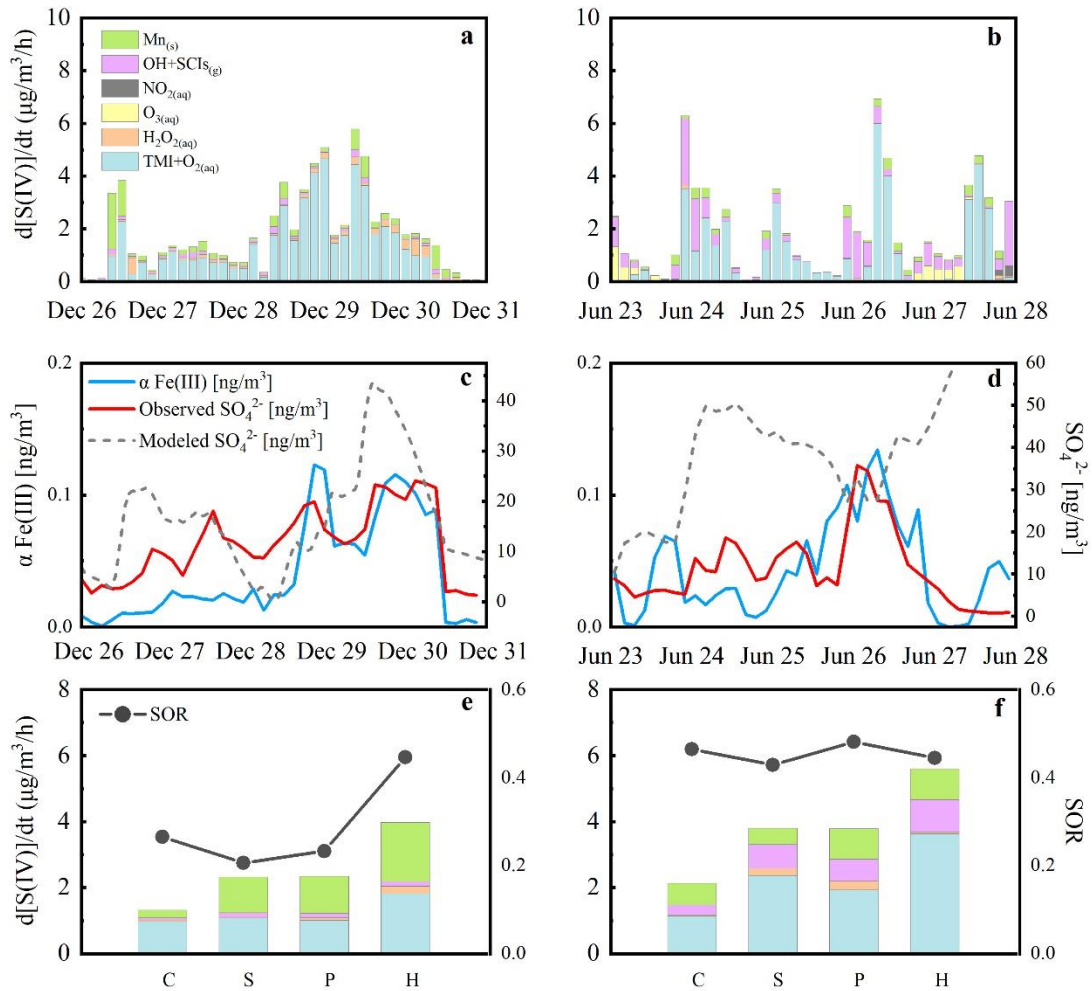 d[S(IV)]/dt (μg/m³/h)
10
8
6
4
2
0
a
Mn(s)
OH+SCIs(g)
NO2(aq)
O3(aq)
H2O2(aq)
TMI+O2(aq)
Dec 26 Dec 27 Dec 28 Dec 29 Dec 30 Dec 31
10
8
6
4
2
0
b
Jun 23 Jun 24 Jun 25 Jun 26 Jun 27 Jun 28
α Fe(III) [ng/m³]
0.2
0.1
0.0
c
α Fe(III) [ng/m³]
Observed SO₄²⁻ [ng/m³]
Modeled SO₄²⁻ [ng/m³]
40
30
20
10
0
Dec 26 Dec 27 Dec 28 Dec 29 Dec 30 Dec 31
0.2
0.1
0.0
d
60
50
40
30
20
10
0
SO₄²⁻ [ng/m³]
Jun 23 Jun 24 Jun 25 Jun 26 Jun 27 Jun 28
d[S(IV)]/dt (μg/m³/h)
8
6
4
2
0
SOR
e
0.6
0.4
0.2
0.0
C S P H
8
6
4
2
0
f
0.6
0.4
0.2
0.0
SOR
C S P H